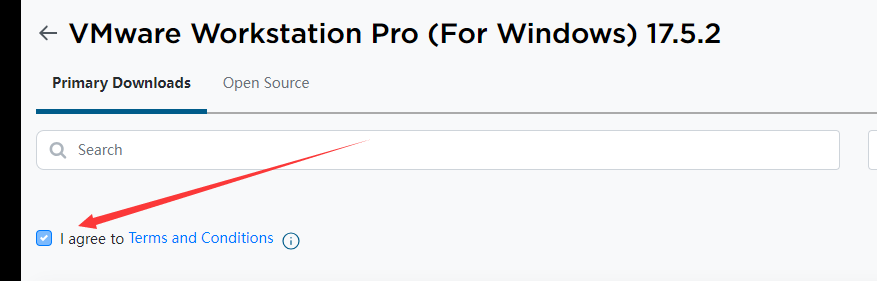 VMware Workstation Pro (For Windows) 17.5.2
Primary Downloads Open Source
Search
I agree to Terms and Conditions